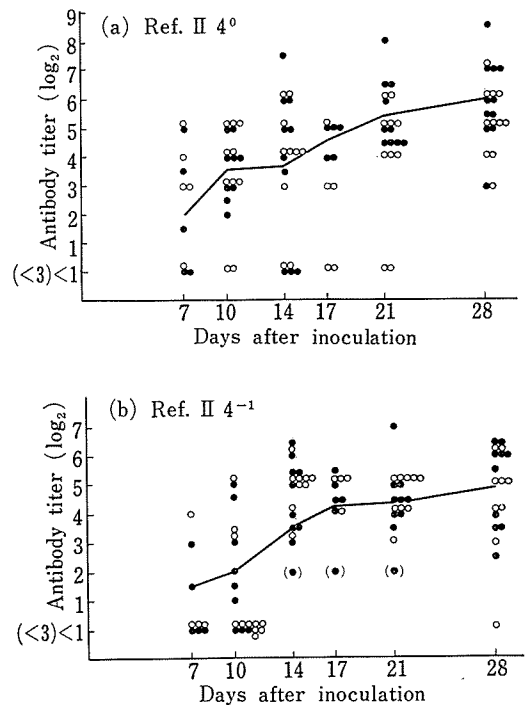 (a) Ref. II 4⁰
Antibody titer (log₂)
9
8
7
6
5
4
3
2
1
(<3)<1
7 10 14 17 21 28
Days after inoculation
(b) Ref. II 4⁻¹
Antibody titer (log₂)
7
6
5
4
3
2
1
(<3)<1
7 10 14 17 21 28
Days after inoculation